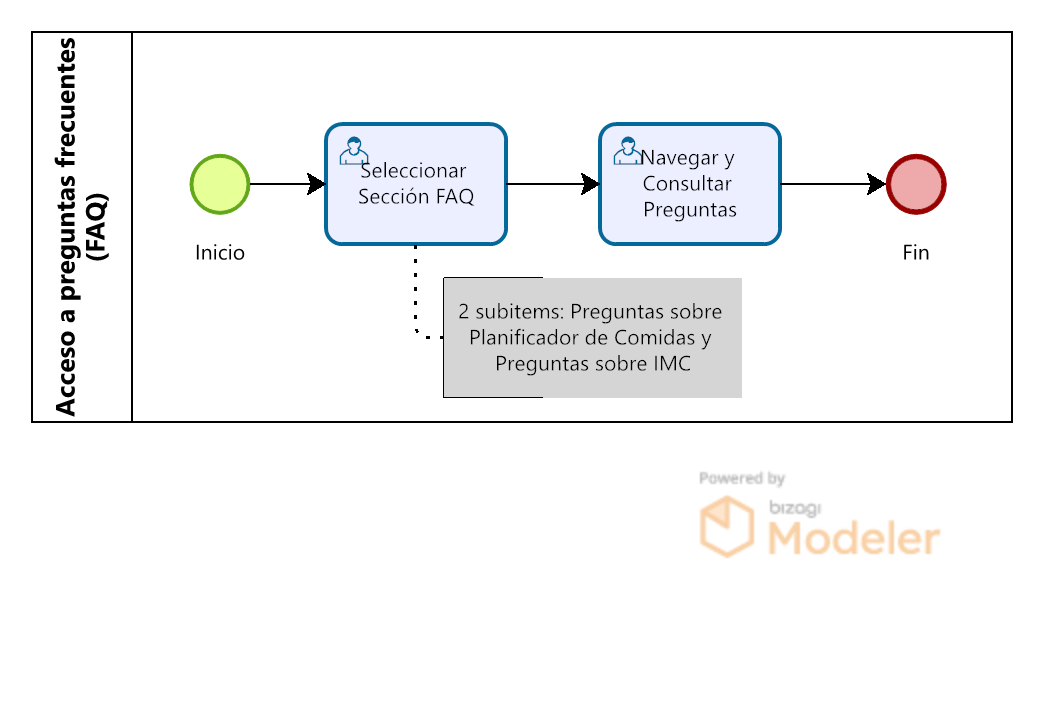 Acceso a preguntas frecuentes
(FAQ)
Seleccionar
Sección FAQ
Navegar y
Consultar
Preguntas
Inicio
Fin
2 subitems: Preguntas sobre
Planificador de Comidas y
Preguntas sobre IMC
Powered by
bizagi
Modeler